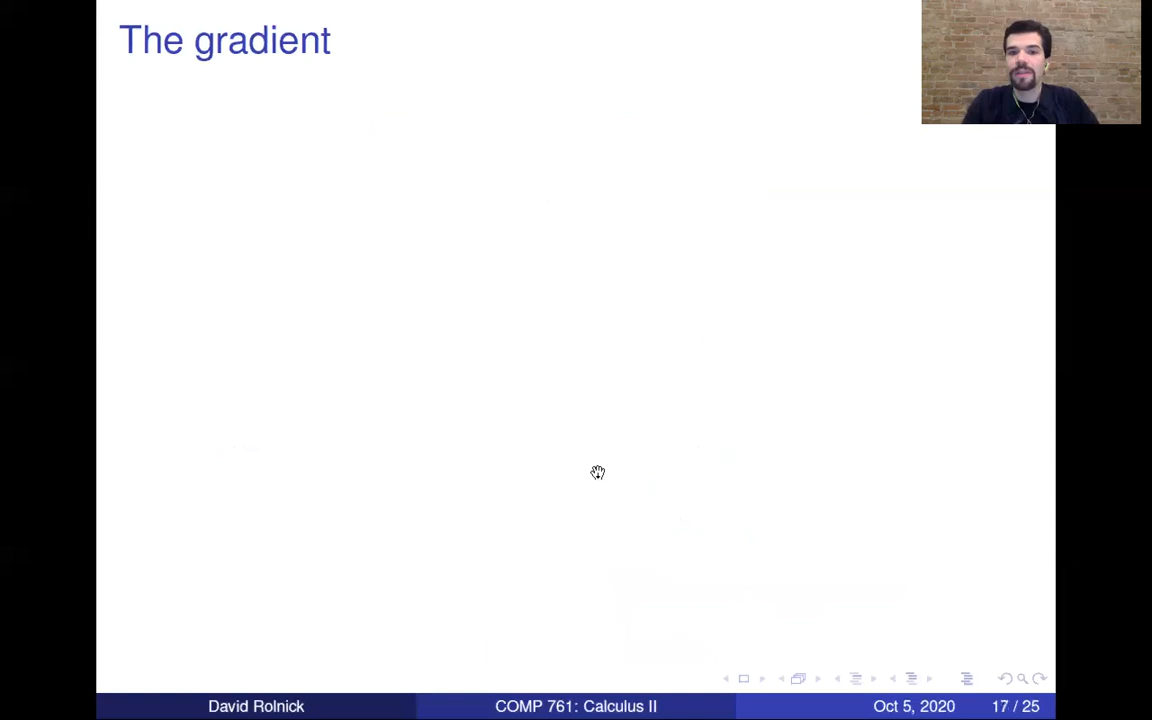 The gradient
David Rolnick
COMP 761: Calculus II
Oct 5, 2020
17 / 25